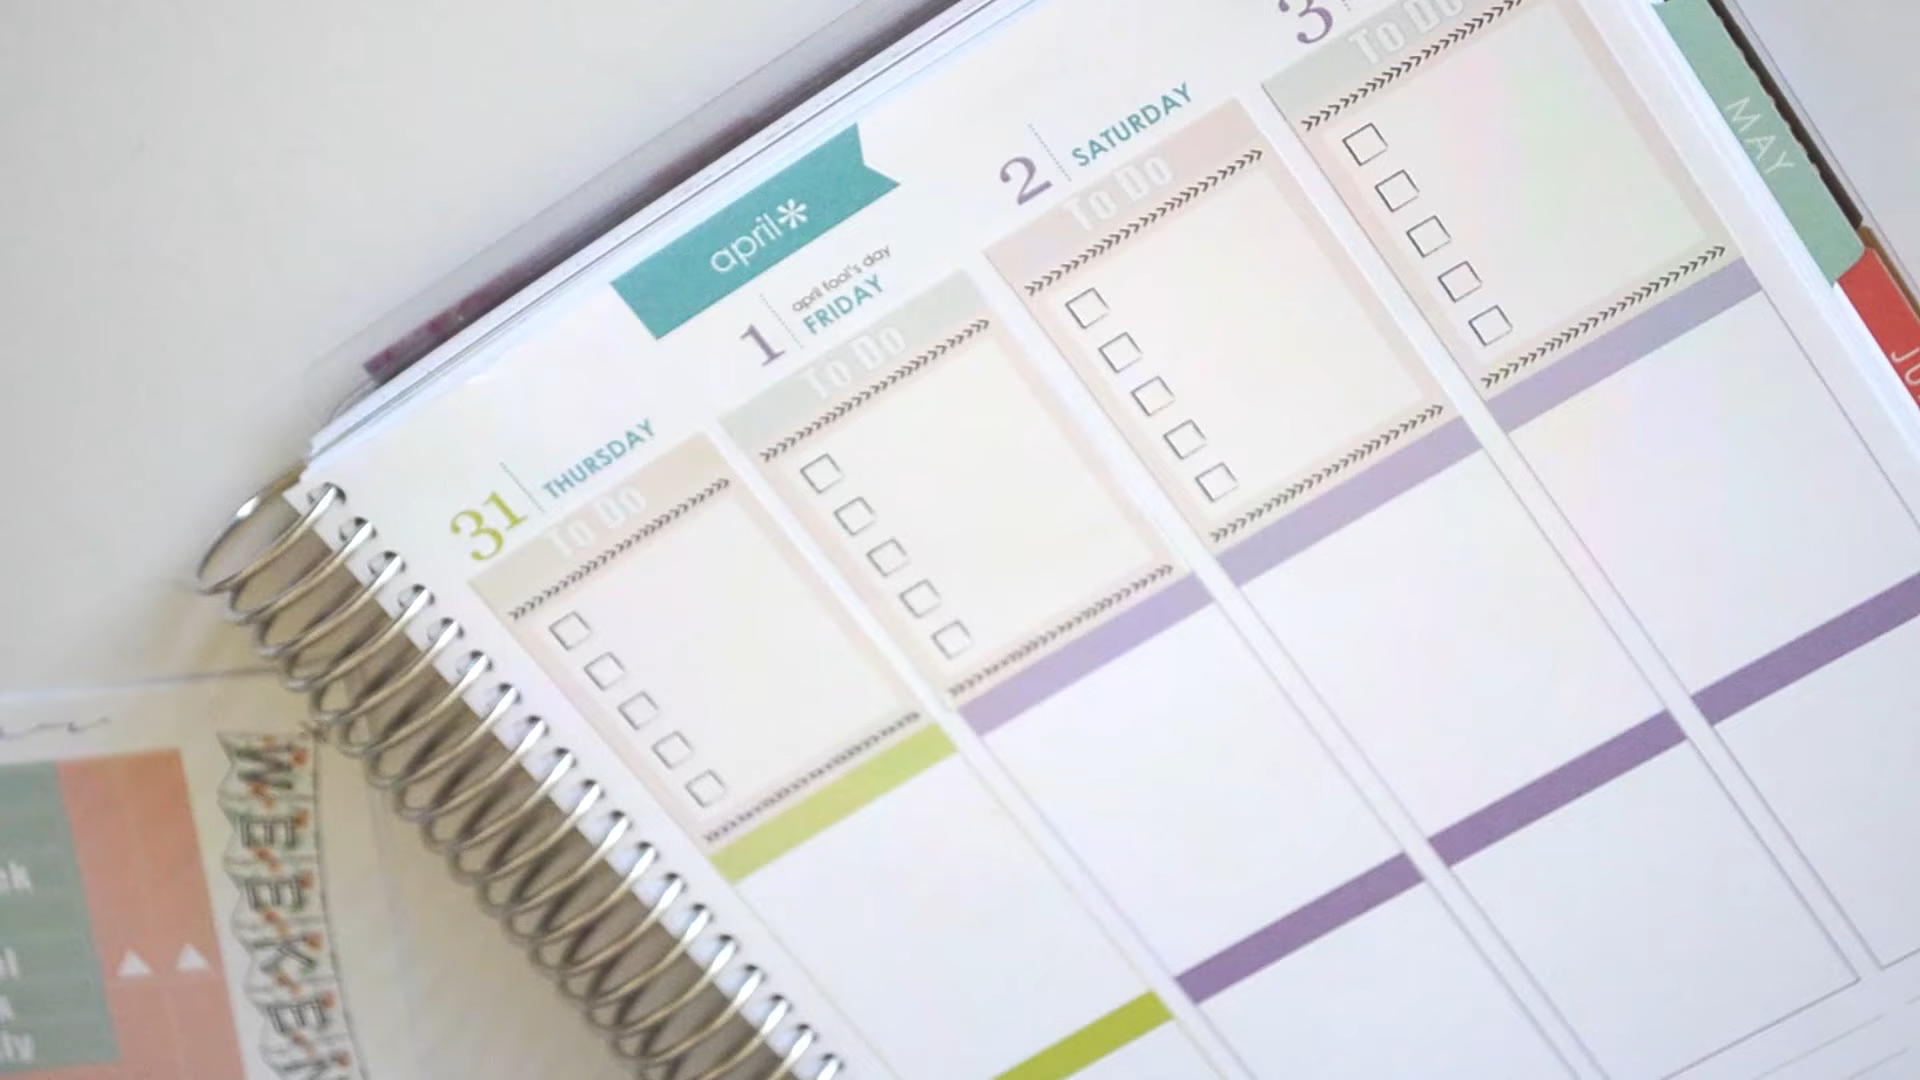 april*
31 THURSDAY
To Do
1 april fool's day
FRIDAY
To Do
2 SATURDAY
To Do
3
To Do
MAY
WEEKEN